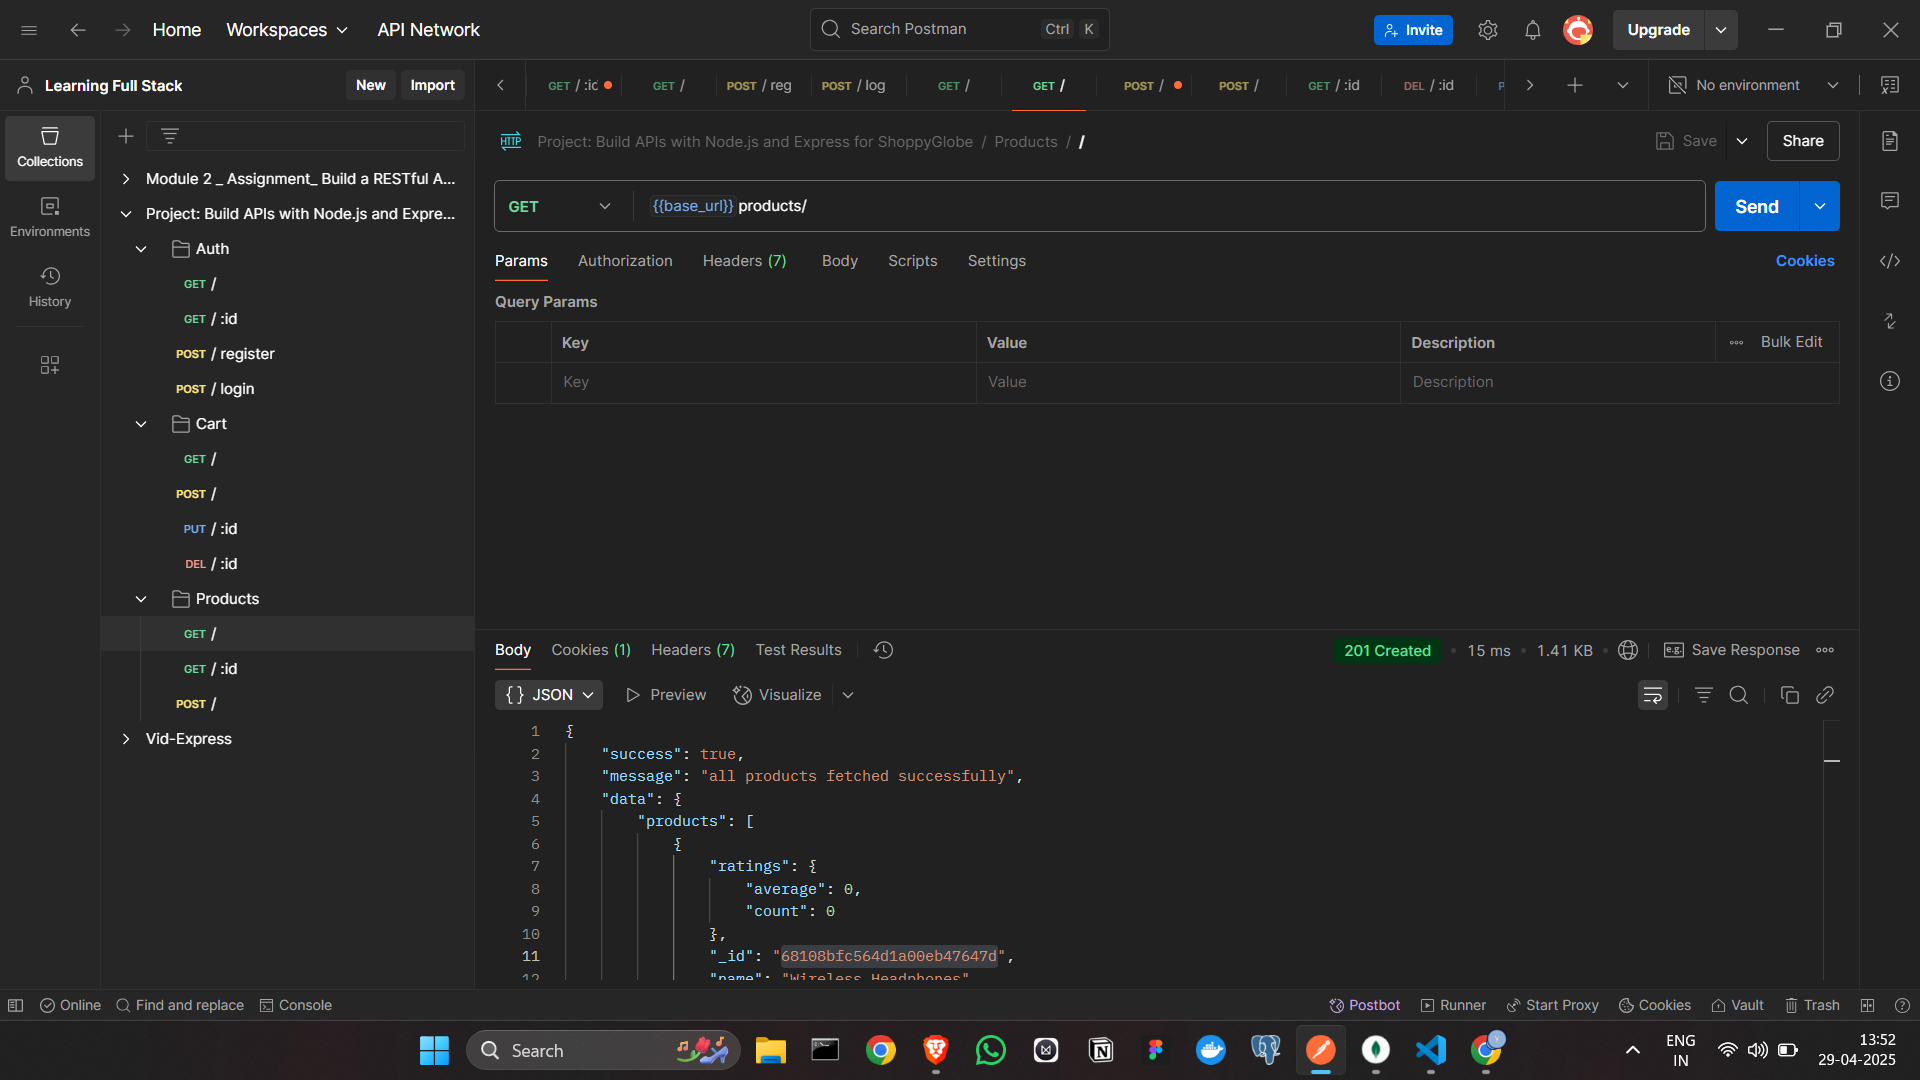 Home
Workspaces
API Network
Search Postman
Ctrl
K
Invite
Upgrade
Learning Full Stack
New
Import
GET / :ic
GET /
POST / reg
POST / log
GET /
GET /
POST /
POST /
GET / :id
DEL / :id
P
No environment
Collections
Environments
History
Module 2 _ Assignment_ Build a RESTful A...
Project: Build APIs with Node.js and Expre...
Auth
GET /
GET / :id
POST / register
POST / login
Cart
GET /
POST /
PUT / :id
DEL / :id
Products
GET /
GET / :id
POST /
Vid-Express
HTTP
Project: Build APIs with Node.js and Express for ShoppyGlobe / Products / /
Save
Share
GET
{{base_url}} products/
Send
Params
Authorization
Headers (7)
Body
Scripts
Settings
Cookies
Query Params
Key
Value
Description
Bulk Edit
Key
Value
Description
Body
Cookies (1)
Headers (7)
Test Results
201 Created
15 ms
1.41 KB
e.g.
Save Response
{} JSON
Preview
Visualize
1 {
2 "success": true,
3 "message": "all products fetched successfully",
4 "data": {
5 "products": [
6 {
7 "ratings": {
8 "average": 0,
9 "count": 0
10 },
11 "_id": "68108bfc564d1a00eb47647d",
12 "name": "Wireless Headphones"
Online
Find and replace
Console
Postbot
Runner
Start Proxy
Cookies
Vault
Trash
Search
ENG
IN
13:52
29-04-2025